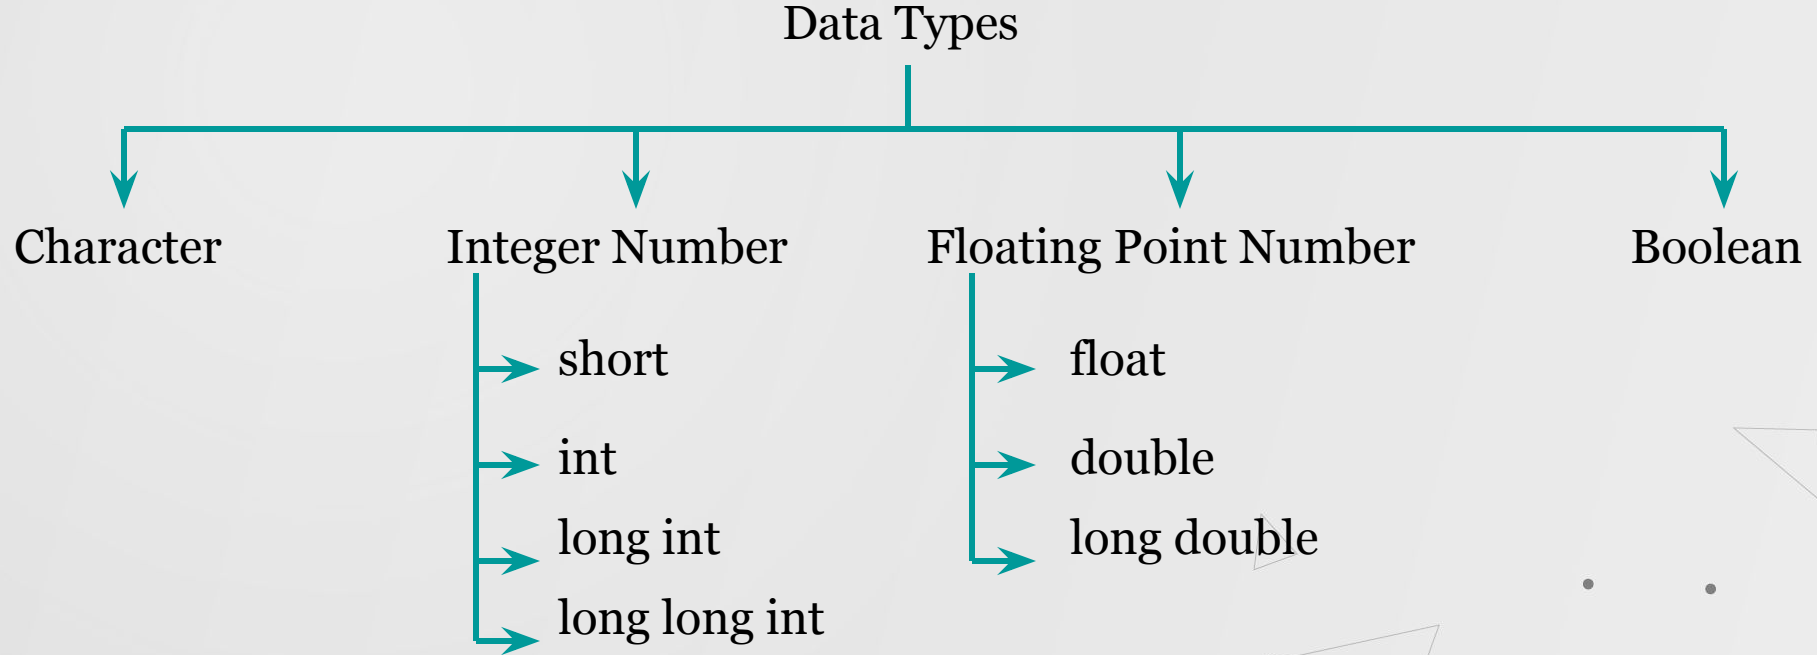 Data Types
Character
Integer Number
Floating Point Number
Boolean
short
float
int
double
long int
long double
long long int